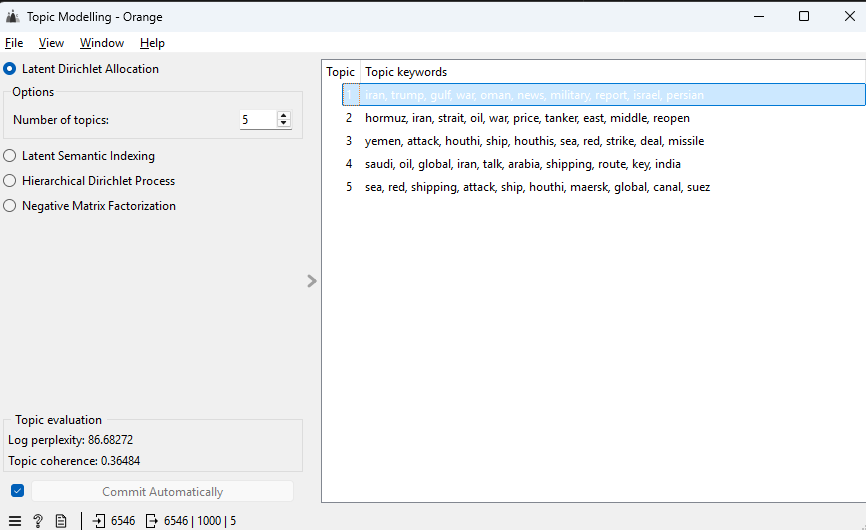 Topic Modelling - Orange
File View Window Help
Latent Dirichlet Allocation
Options
Number of topics: 5
Latent Semantic Indexing
Hierarchical Dirichlet Process
Negative Matrix Factorization
Topic evaluation
Log perplexity: 86.68272
Topic coherence: 0.36484
Commit Automatically
Topic Topic keywords
1 iran, trump, gulf, war, oman, news, military, report, israel, persian
2 hormuz, iran, strait, oil, war, price, tanker, east, middle, reopen
3 yemen, attack, houthi, ship, houthis, sea, red, strike, deal, missile
4 saudi, oil, global, iran, talk, arabia, shipping, route, key, india
5 sea, red, shipping, attack, ship, houthi, maersk, global, canal, suez
? | 6546 6546 | 1000 | 5